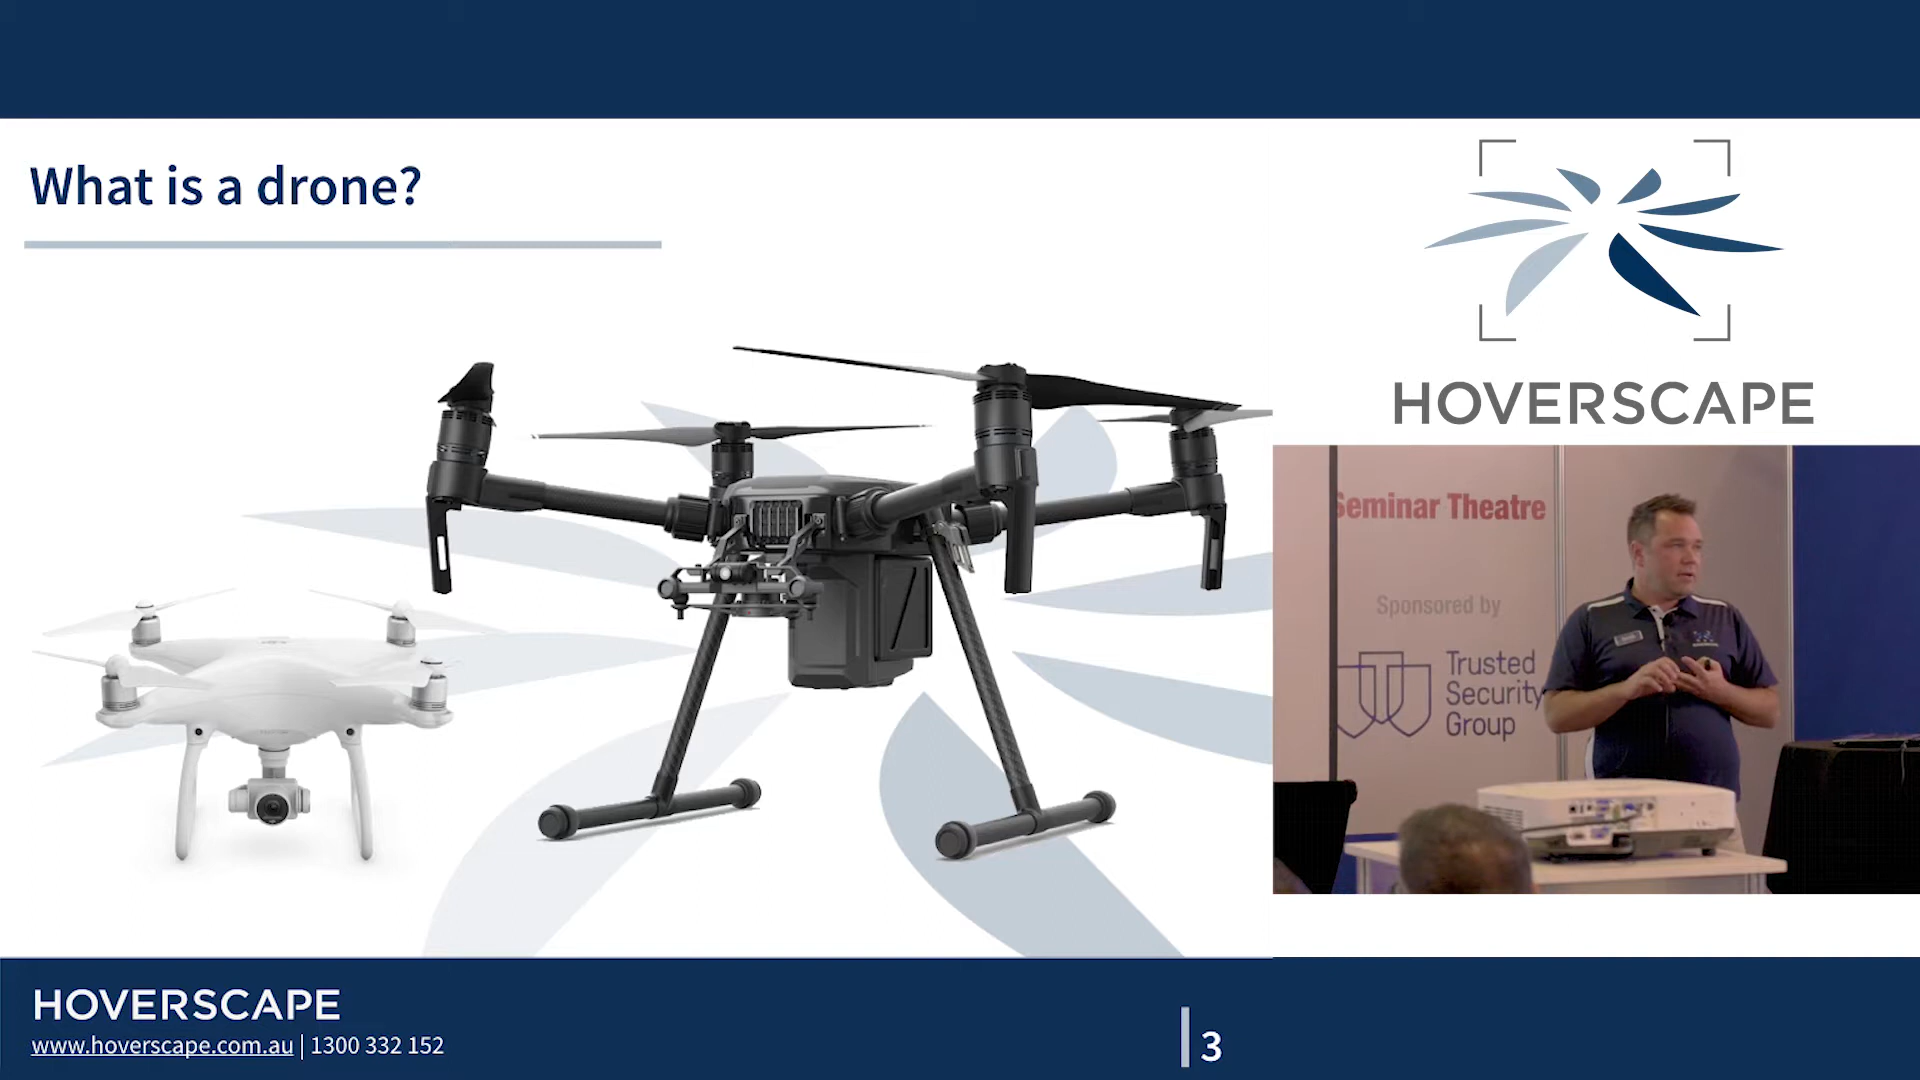 What is a drone?
HOVERSCAPE
Seminar Theatre
Sponsored by
Trusted
Security
Group
HOVERSCAPE
www.hoverscape.com.au | 1300 332 152
3